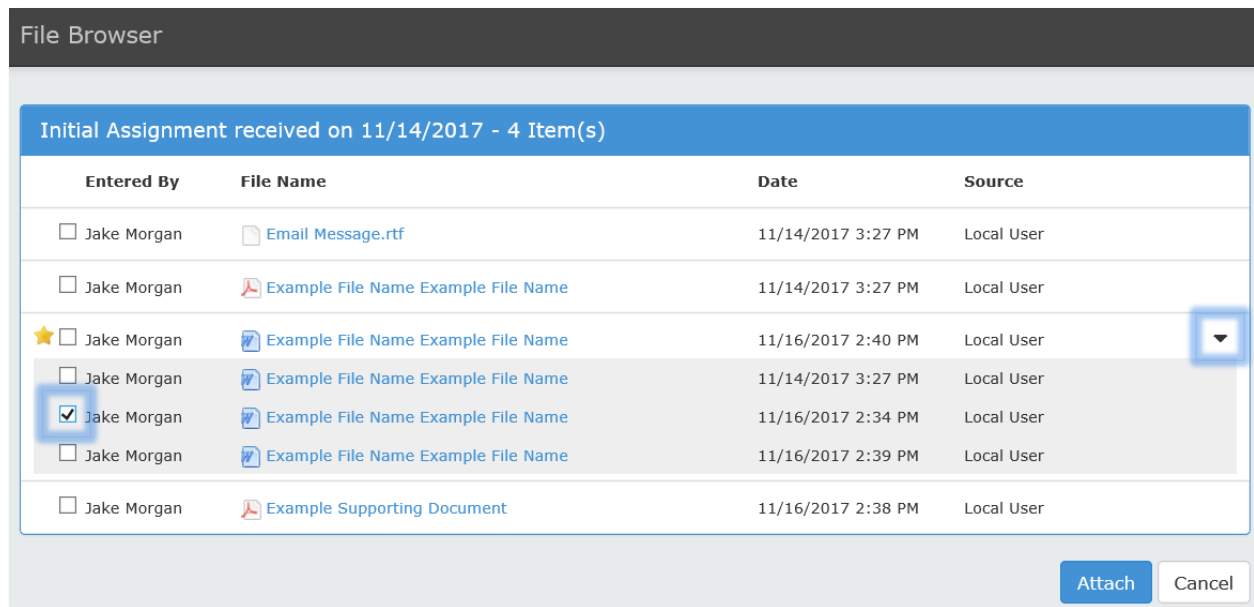 File Browser
Initial Assignment received on 11/14/2017 - 4 Item(s)
Entered By File Name Date Source
Jake Morgan Email Message.rtf 11/14/2017 3:27 PM Local User
Jake Morgan Example File Name Example File Name 11/14/2017 3:27 PM Local User
Jake Morgan Example File Name Example File Name 11/16/2017 2:40 PM Local User
Jake Morgan Example File Name Example File Name 11/14/2017 3:27 PM Local User
Jake Morgan Example File Name Example File Name 11/16/2017 2:34 PM Local User
Jake Morgan Example File Name Example File Name 11/16/2017 2:39 PM Local User
Jake Morgan Example Supporting Document 11/16/2017 2:38 PM Local User
Attach Cancel